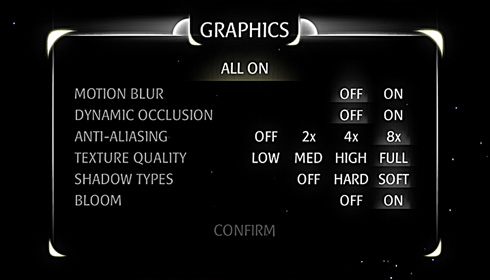 GRAPHICS
ALL ON
MOTION BLUR OFF ON
DYNAMIC OCCLUSION OFF ON
ANTI-ALIASING OFF 2x 4x 8x
TEXTURE QUALITY LOW MED HIGH FULL
SHADOW TYPES OFF HARD SOFT
BLOOM OFF ON
CONFIRM